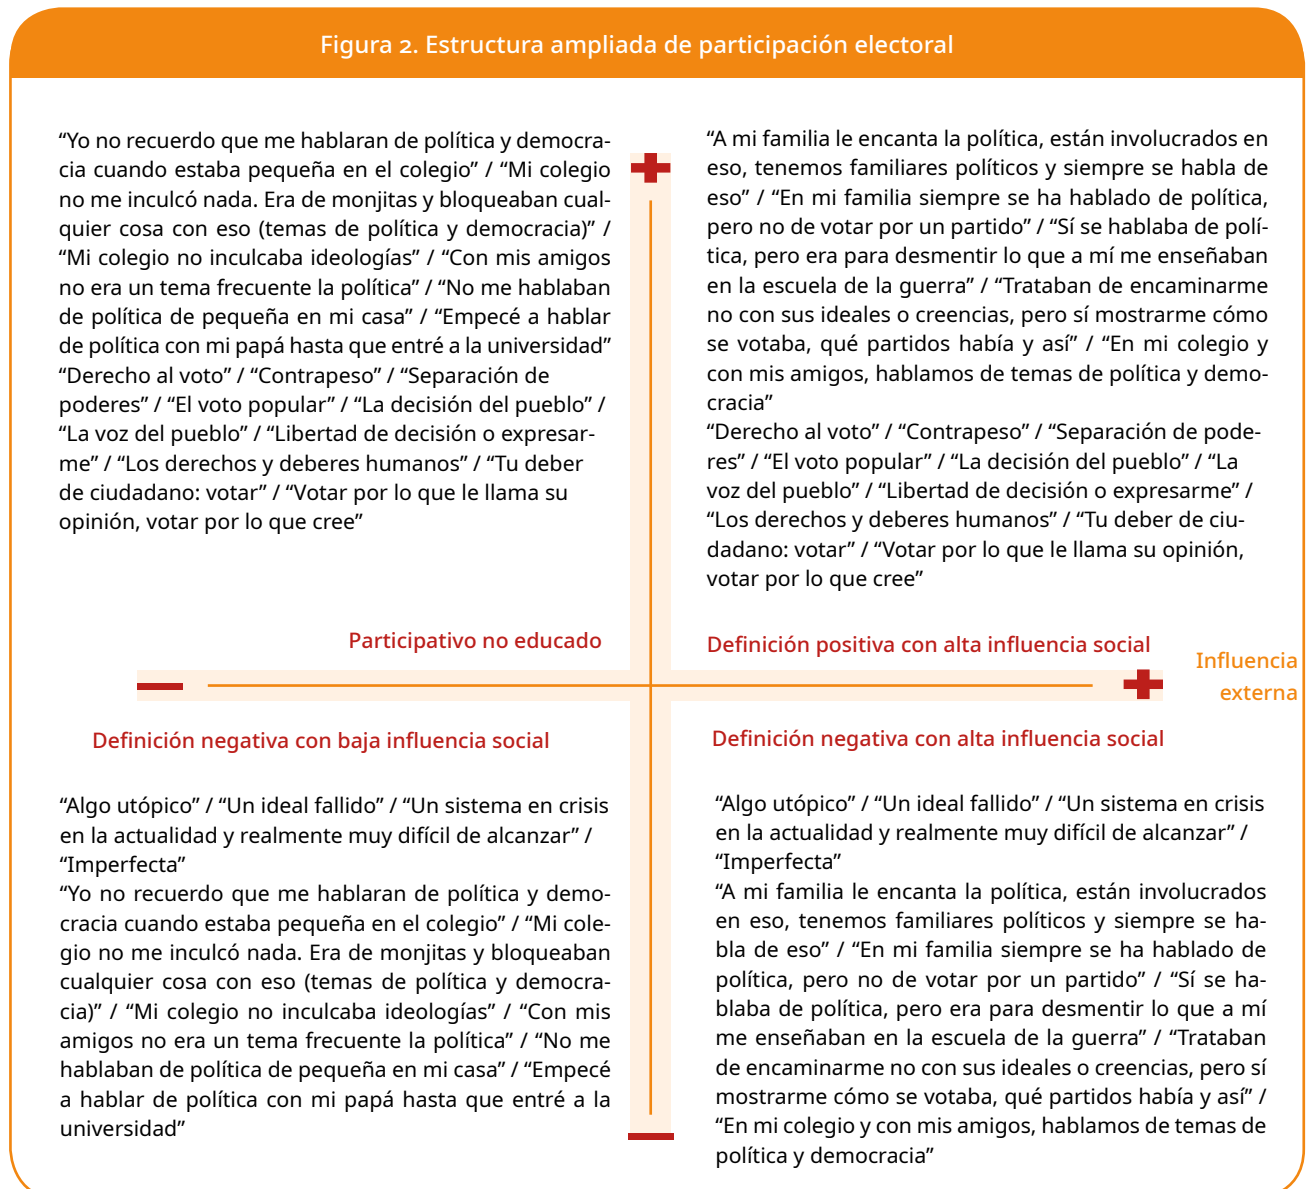 Figura 2. Estructura ampliada de participación electoral
“Yo no recuerdo que me hablaran de política y democra-
cia cuando estaba pequeña en el colegio” / “Mi colegio
no me inculcó nada. Era de monjitas y bloqueaban cual-
quier cosa con eso (temas de política y democracia)” /
“Mi colegio no inculcaba ideologías” / “Con mis amigos
no era un tema frecuente la política” / “No me hablaban
de política de pequeña en mi casa” / “Empecé a hablar
de política con mi papá hasta que entré a la universidad”
“Derecho al voto” / “Contrapeso” / “Separación de
poderes” / “El voto popular” / “La decisión del pueblo” /
“La voz del pueblo” / “Libertad de decisión o expresar-
me” / “Los derechos y deberes humanos” / “Tu deber
de ciudadano: votar” / “Votar por lo que le llama su
opinión, votar por lo que cree”
Participativo no educado
“A mi familia le encanta la política, están involucrados en
eso, tenemos familiares políticos y siempre se habla de
eso” / “En mi familia siempre se ha hablado de política,
pero no de votar por un partido” / “Sí se hablaba de polí-
tica, pero era para desmentir lo que a mí me enseñaban
en la escuela de la guerra” / “Trataban de encaminarme
no con sus ideales o creencias, pero sí mostrarme cómo
se votaba, qué partidos había y así” / “En mi colegio y
con mis amigos, hablamos de temas de política y demo-
cracia”
“Derecho al voto” / “Contrapeso” / “Separación de pode-
res” / “El voto popular” / “La decisión del pueblo” / “La
voz del pueblo” / “Libertad de decisión o expresarme” /
“Los derechos y deberes humanos” / “Tu deber de ciu-
dadano: votar” / “Votar por lo que le llama su opinión,
votar por lo que cree”
Definición positiva con alta influencia social
Influencia
externa
Definición negativa con baja influencia social
“Algo utópico” / “Un ideal fallido” / “Un sistema en crisis
en la actualidad y realmente muy difícil de alcanzar” /
“Imperfecta”
“Yo no recuerdo que me hablaran de política y demo-
cracia cuando estaba pequeña en el colegio” / “Mi cole-
gio no me inculcó nada. Era de monjitas y bloqueaban
cualquier cosa con eso (temas de política y democra-
cia)” / “Mi colegio no inculcaba ideologías” / “Con mis
amigos no era un tema frecuente la política” / “No me
hablaban de política de pequeña en mi casa” / “Empecé
a hablar de política con mi papá hasta que entré a la
universidad”
Definición negativa con alta influencia social
“Algo utópico” / “Un ideal fallido” / “Un sistema en crisis
en la actualidad y realmente muy difícil de alcanzar” /
“Imperfecta”
“A mi familia le encanta la política, están involucrados
en eso, tenemos familiares políticos y siempre se ha-
bla de eso” / “En mi familia siempre se ha hablado de
política, pero no de votar por un partido” / “Sí se ha-
blaba de política, pero era para desmentir lo que a mí
me enseñaban en la escuela de la guerra” / “Trataban
de encaminarme no con sus ideales o creencias, pero sí
mostrarme cómo se votaba, qué partidos había y así” /
“En mi colegio y con mis amigos, hablamos de temas de
política y democracia”